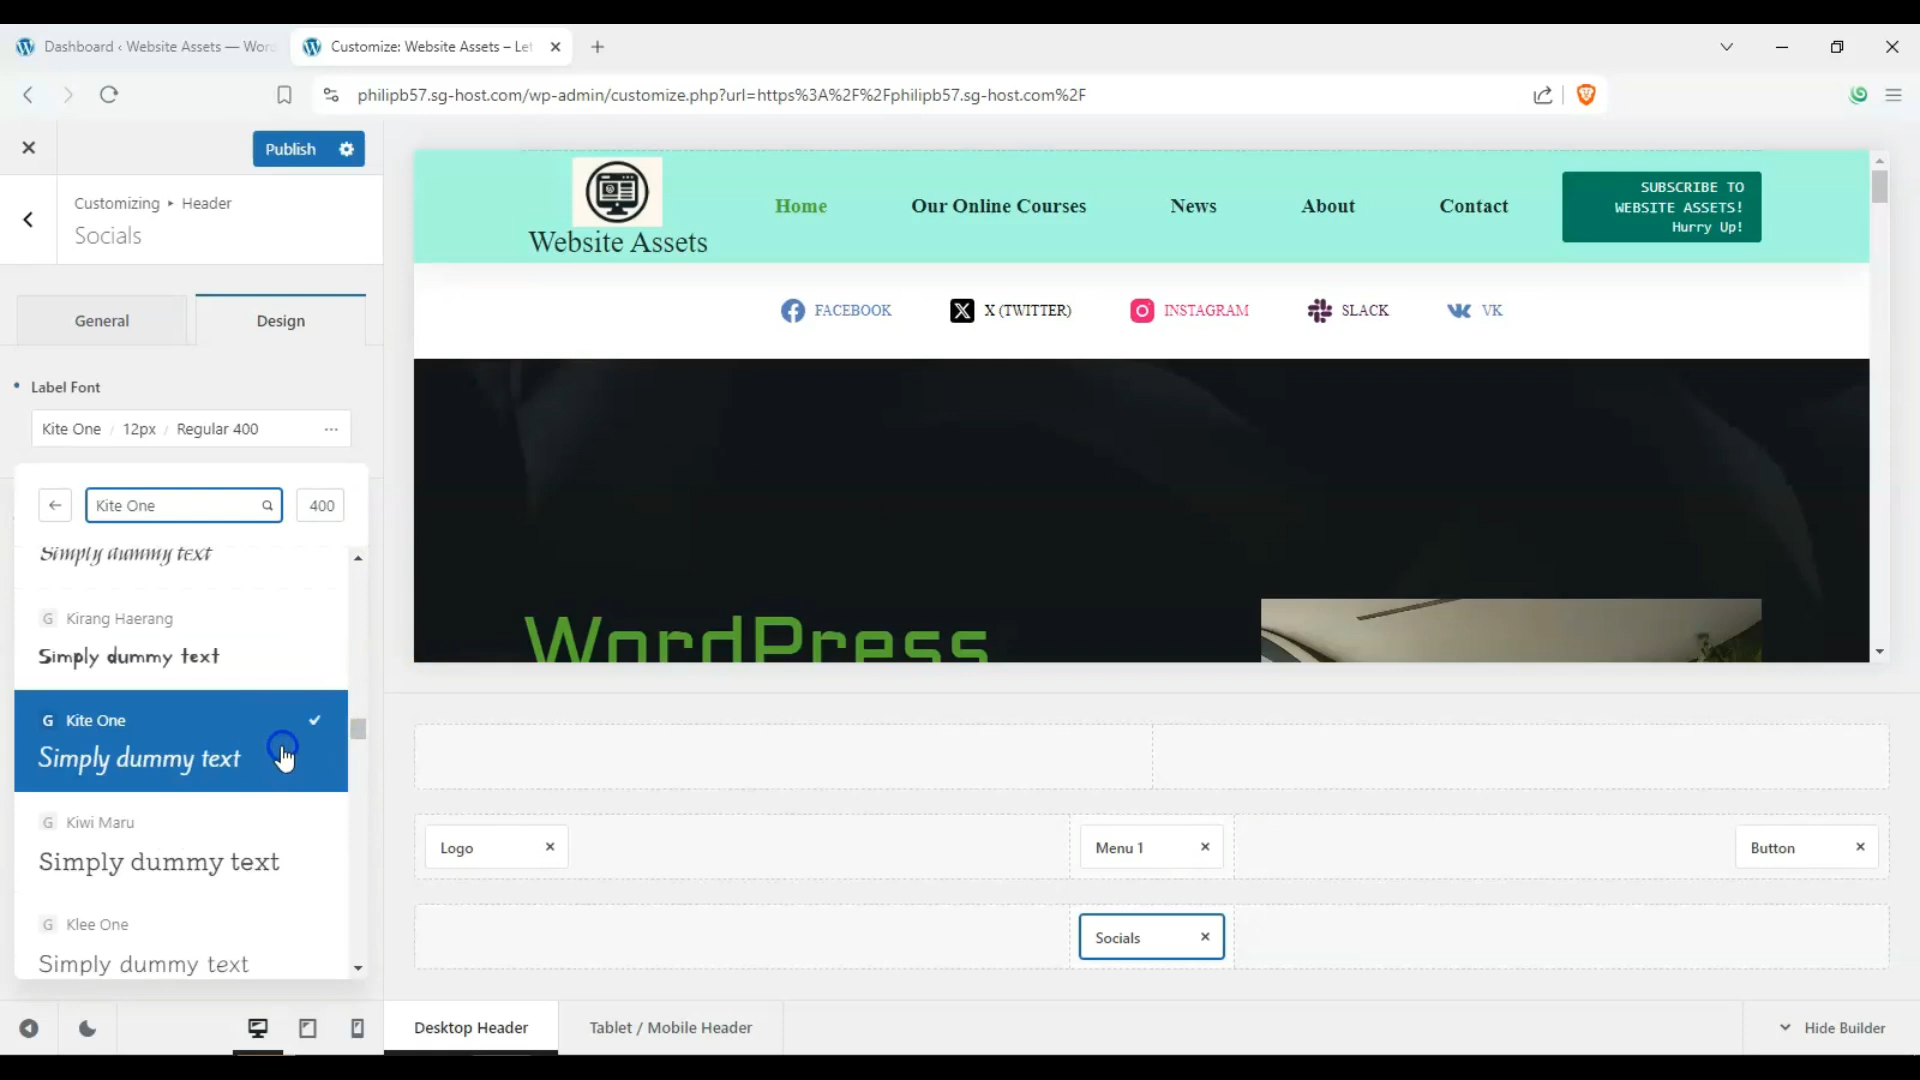 Dashboard ‹ Website Assets — Word
Customize: Website Assets – Let
philipb57.sg-host.com/wp-admin/customize.php?url=https%3A%2F%2Fphilipb57.sg-host.com%2F
Publish
Customizing ▸ Header
Socials
General
Design
Label Font
Kite One / 12px / Regular 400
Kite One
400
Simply dummy text
G Kirang Haerang
Simply dummy text
G Kite One
Simply dummy text
G Kiwi Maru
Simply dummy text
G Klee One
Simply dummy text
Website Assets
Home
Our Online Courses
News
About
Contact
SUBSCRIBE TO
WEBSITE ASSETS!
Hurry Up!
FACEBOOK
X (TWITTER)
INSTAGRAM
SLACK
VK
WordPress
Logo
Menu 1
Button
Socials
Desktop Header
Tablet / Mobile Header
Hide Builder